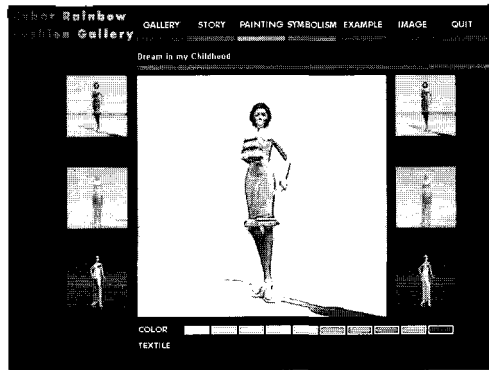 Rainbow
Gallery
GALLERY STORY PAINTING SYMBOLISM EXAMPLE IMAGE QUIT
Dream in my Childhood
COLOR
TEXTILE